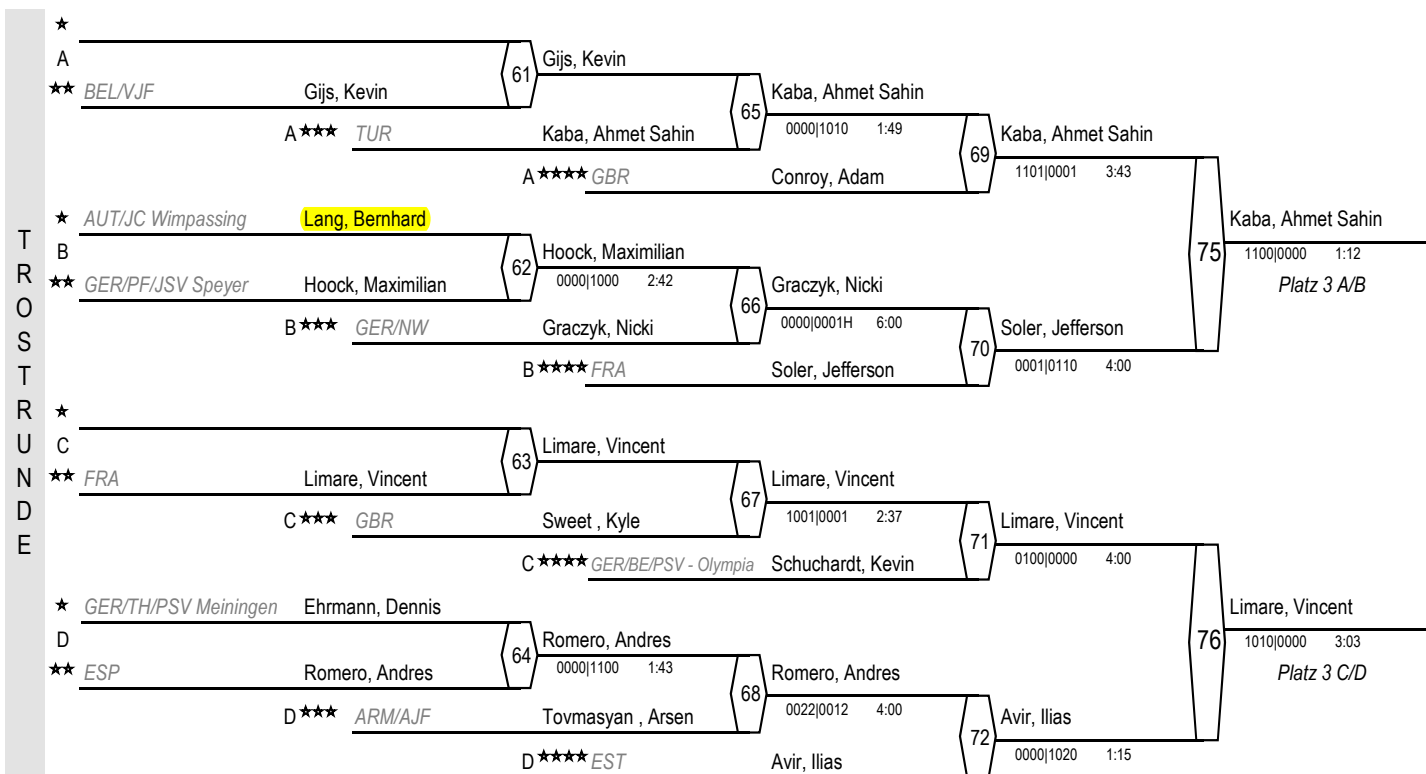 TROSTRUNDE
A
61 Gijs, Kevin
BEL/VJF Gijs, Kevin
65 Kaba, Ahmet Sahin
0000|1010 1:49
A TUR Kaba, Ahmet Sahin
69 Kaba, Ahmet Sahin
1101|0001 3:43
A GBR Conroy, Adam
AUT/JC Wimpassing Lang, Bernhard
75 Kaba, Ahmet Sahin
1100|0000 1:12
Platz 3 A/B
B
62 Hoock, Maximilian
0000|1000 2:42
GER/PF/JSV Speyer Hoock, Maximilian
66 Graczyk, Nicki
0000|0001H 6:00
B GER/NW Graczyk, Nicki
70 Soler, Jefferson
0001|0110 4:00
B FRA Soler, Jefferson
C
63 Limare, Vincent
FRA Limare, Vincent
67 Limare, Vincent
1001|0001 2:37
C GBR Sweet , Kyle
71 Limare, Vincent
0100|0000 4:00
C GER/BE/PSV - Olympia Schuchardt, Kevin
GER/TH/PSV Meiningen Ehrmann, Dennis
76 Limare, Vincent
1010|0000 3:03
Platz 3 C/D
D
64 Romero, Andres
0000|1100 1:43
ESP Romero, Andres
68 Romero, Andres
0022|0012 4:00
D ARM/AJF Tovmasyan , Arsen
72 Avir, Ilias
0000|1020 1:15
D EST Avir, Ilias